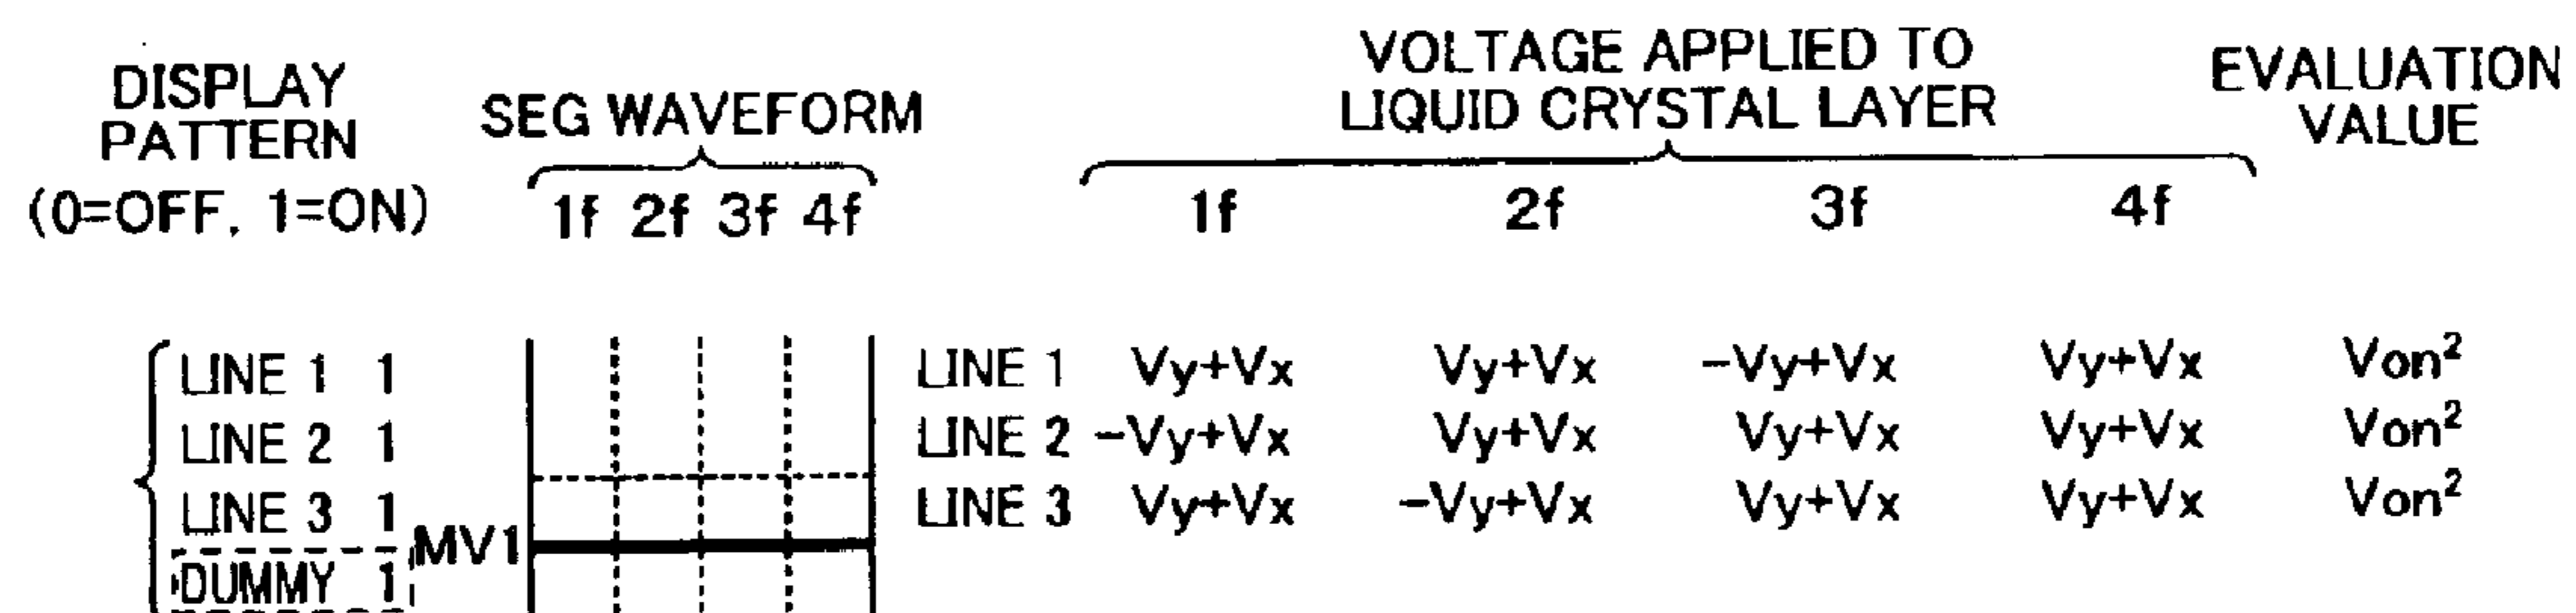 DISPLAY
PATTERN
(0=OFF, 1=ON)
SEG WAVEFORM
1f 2f 3f 4f
VOLTAGE APPLIED TO
LIQUID CRYSTAL LAYER
1f 2f 3f 4f
EVALUATION
VALUE
LINE 1 1
LINE 2 1
LINE 3 1
DUMMY 1
MV1
LINE 1 Vy+Vx Vy+Vx -Vy+Vx Vy+Vx Von²
LINE 2 -Vy+Vx Vy+Vx Vy+Vx Vy+Vx Von²
LINE 3 Vy+Vx -Vy+Vx Vy+Vx Vy+Vx Von²